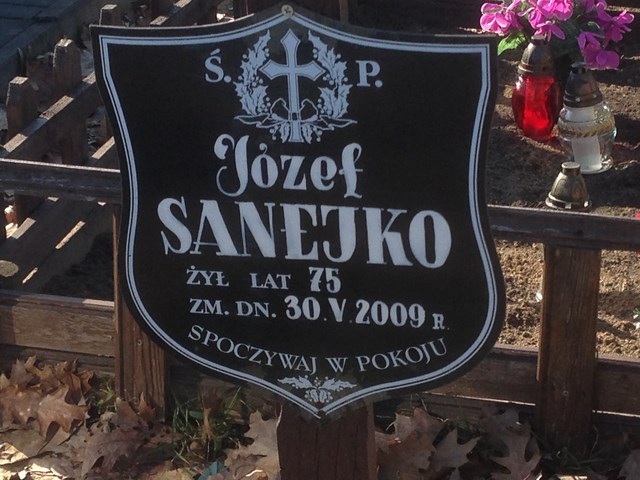 Ś. P.
Józef
SANEJKO
ŻYŁ LAT 75
ZM. DN. 30.V.2009 R.
SPOCZYWAJ W POKOJU